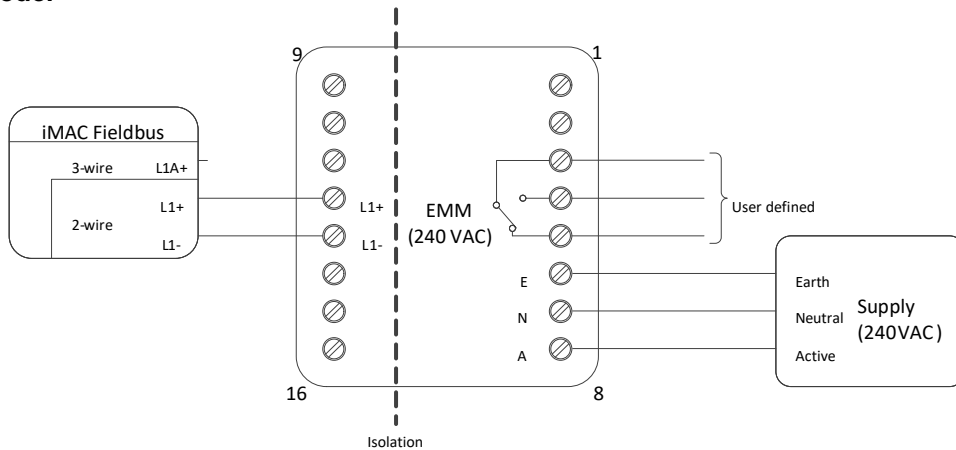 9
1
iMAC Fieldbus
3-wire
L1A+
L1+
2-wire
L1-
L1+
L1-
EMM
(240 VAC)
User defined
E
N
A
Earth
Neutral
Active
Supply
(240VAC)
16
8
Isolation